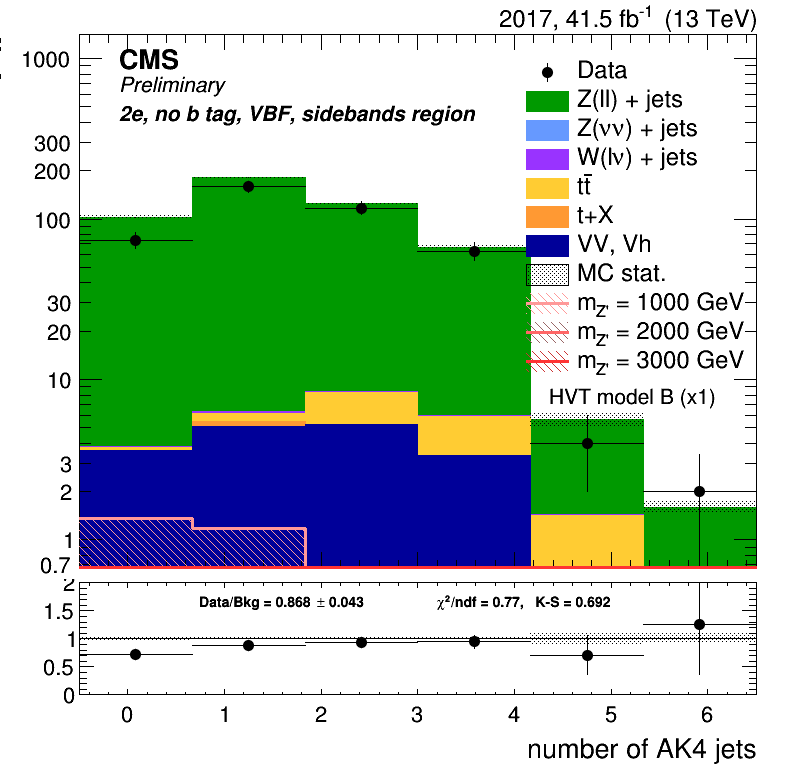 2017, 41.5 fb⁻¹ (13 TeV)
CMS
Preliminary
2e, no b tag, VBF, sidebands region
Data
Z(ll) + jets
Z(νν) + jets
W(lν) + jets
tt̄
t+X
VV, Vh
MC stat.
m_Z' = 1000 GeV
m_Z' = 2000 GeV
m_Z' = 3000 GeV
HVT model B (x1)
1000
300
200
100
30
20
10
3
2
1
0.7
Data/Bkg = 0.868 ± 0.043 χ²/ndf = 0.77, K-S = 0.692
2
1.5
1
0.5
0
0 1 2 3 4 5 6
number of AK4 jets